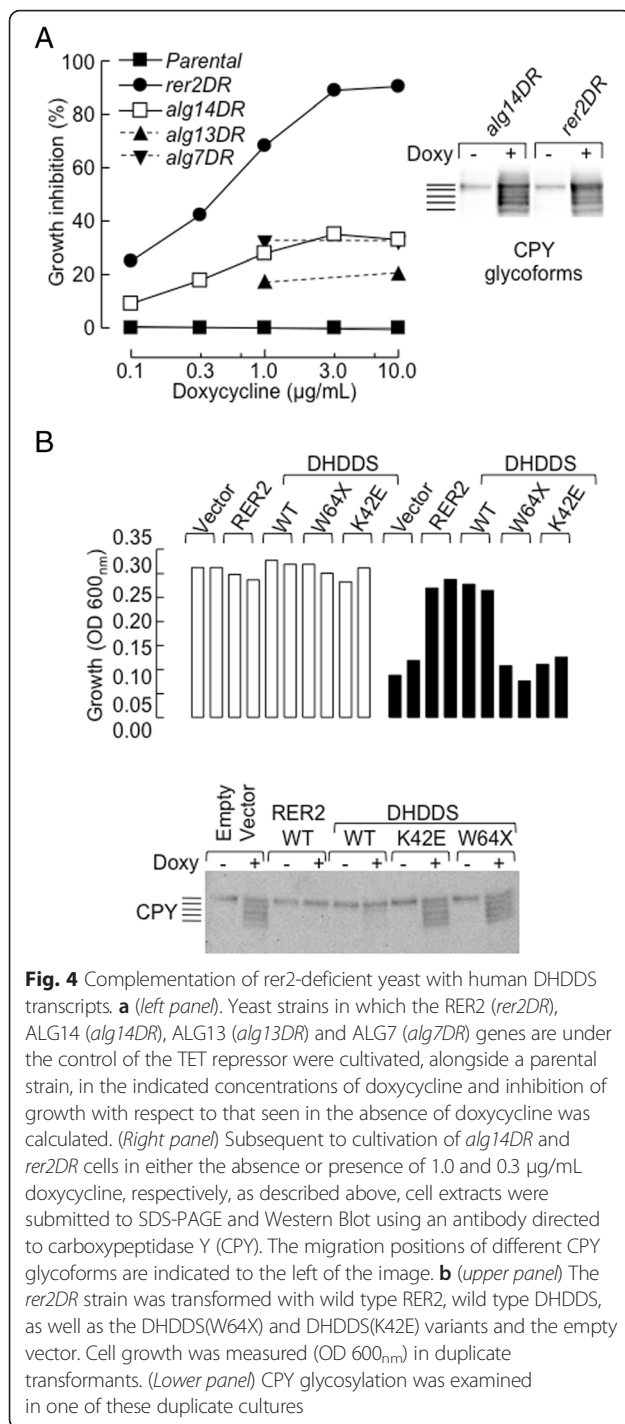 A
Parental
rer2DR
alg14DR
alg13DR
alg7DR
100
80
60
40
20
0
Growth inhibition (%)
0.1 0.3 1.0 3.0 10.0
Doxycycline (µg/mL)
alg14DR rer2DR
Doxy - + - +
CPY
glycoforms
B
DHDDS DHDDS
Vector RER2 WT W64X K42E Vector RER2 WT W64X K42E
0.35
0.30
0.25
0.20
0.15
0.10
0.05
0.00
Growth (OD 600nm)
Empty
Vector
RER2
WT
DHDDS
WT K42E W64X
Doxy - + - + - + - + - +
CPY
Fig. 4 Complementation of rer2-deficient yeast with human DHDDS
transcripts. a (left panel). Yeast strains in which the RER2 (rer2DR),
ALG14 (alg14DR), ALG13 (alg13DR) and ALG7 (alg7DR) genes are under
the control of the TET repressor were cultivated, alongside a parental
strain, in the indicated concentrations of doxycycline and inhibition of
growth with respect to that seen in the absence of doxycycline was
calculated. (Right panel) Subsequent to cultivation of alg14DR and
rer2DR cells in either the absence or presence of 1.0 and 0.3 µg/mL
doxycycline, respectively, as described above, cell extracts were
submitted to SDS-PAGE and Western Blot using an antibody directed
to carboxypeptidase Y (CPY). The migration positions of different CPY
glycoforms are indicated to the left of the image. b (upper panel) The
rer2DR strain was transformed with wild type RER2, wild type DHDDS,
as well as the DHDDS(W64X) and DHDDS(K42E) variants and the empty
vector. Cell growth was measured (OD 600nm) in duplicate
transformants. (Lower panel) CPY glycosylation was examined
in one of these duplicate cultures